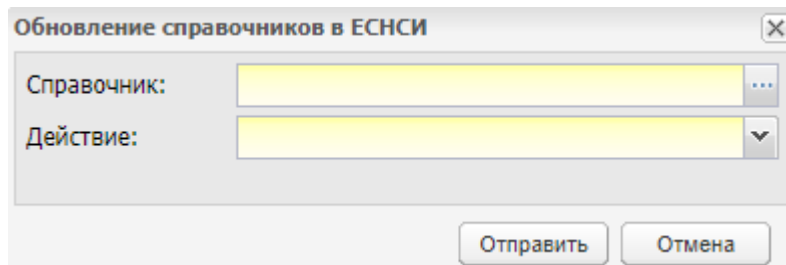 Обновление справочников в ЕСНСИ
Справочник:
Действие:
Отправить Отмена